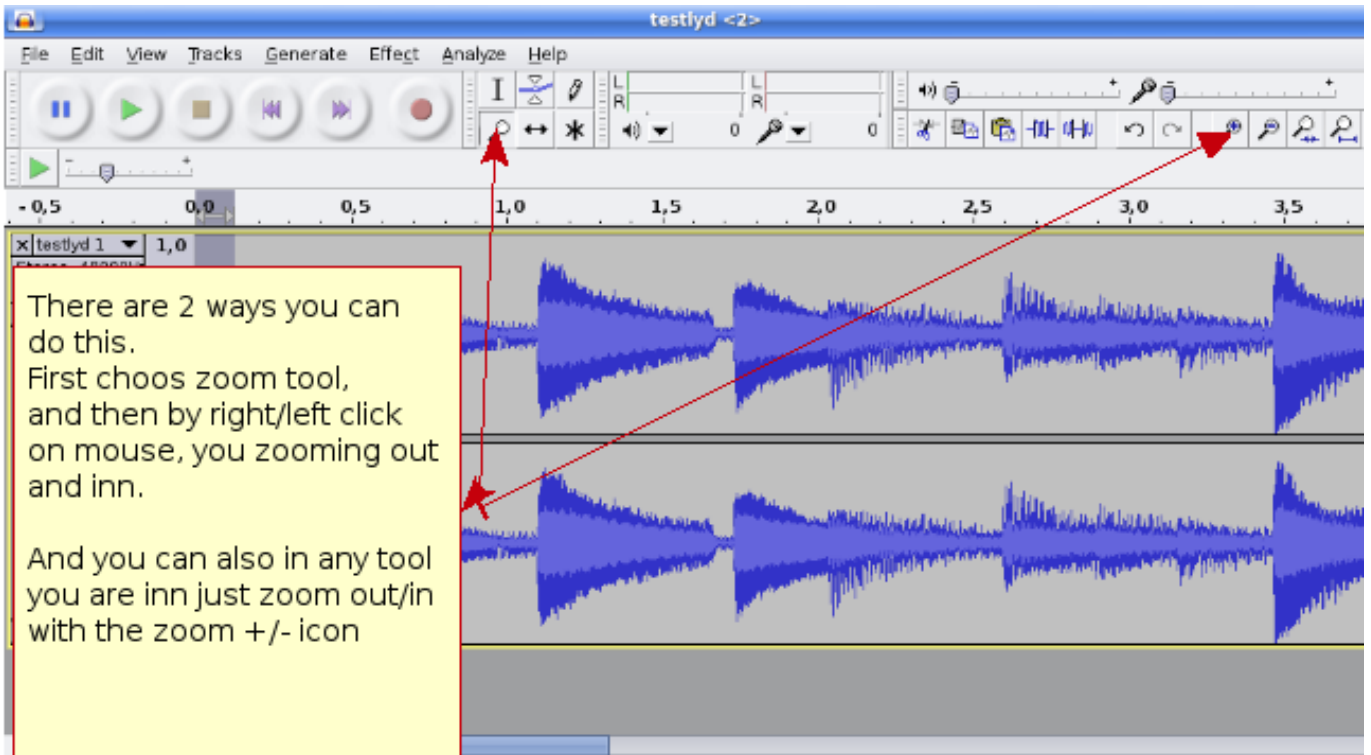 testlyd <2>
File Edit View Tracks Generate Effect Analyze Help
L
R
L
R
0
0
- 0,5 0,0 0,5 1,0 1,5 2,0 2,5 3,0 3,5
testlyd 1 1,0
There are 2 ways you can
do this.
First choos zoom tool,
and then by right/left click
on mouse, you zooming out
and inn.
And you can also in any tool
you are inn just zoom out/in
with the zoom +/- icon